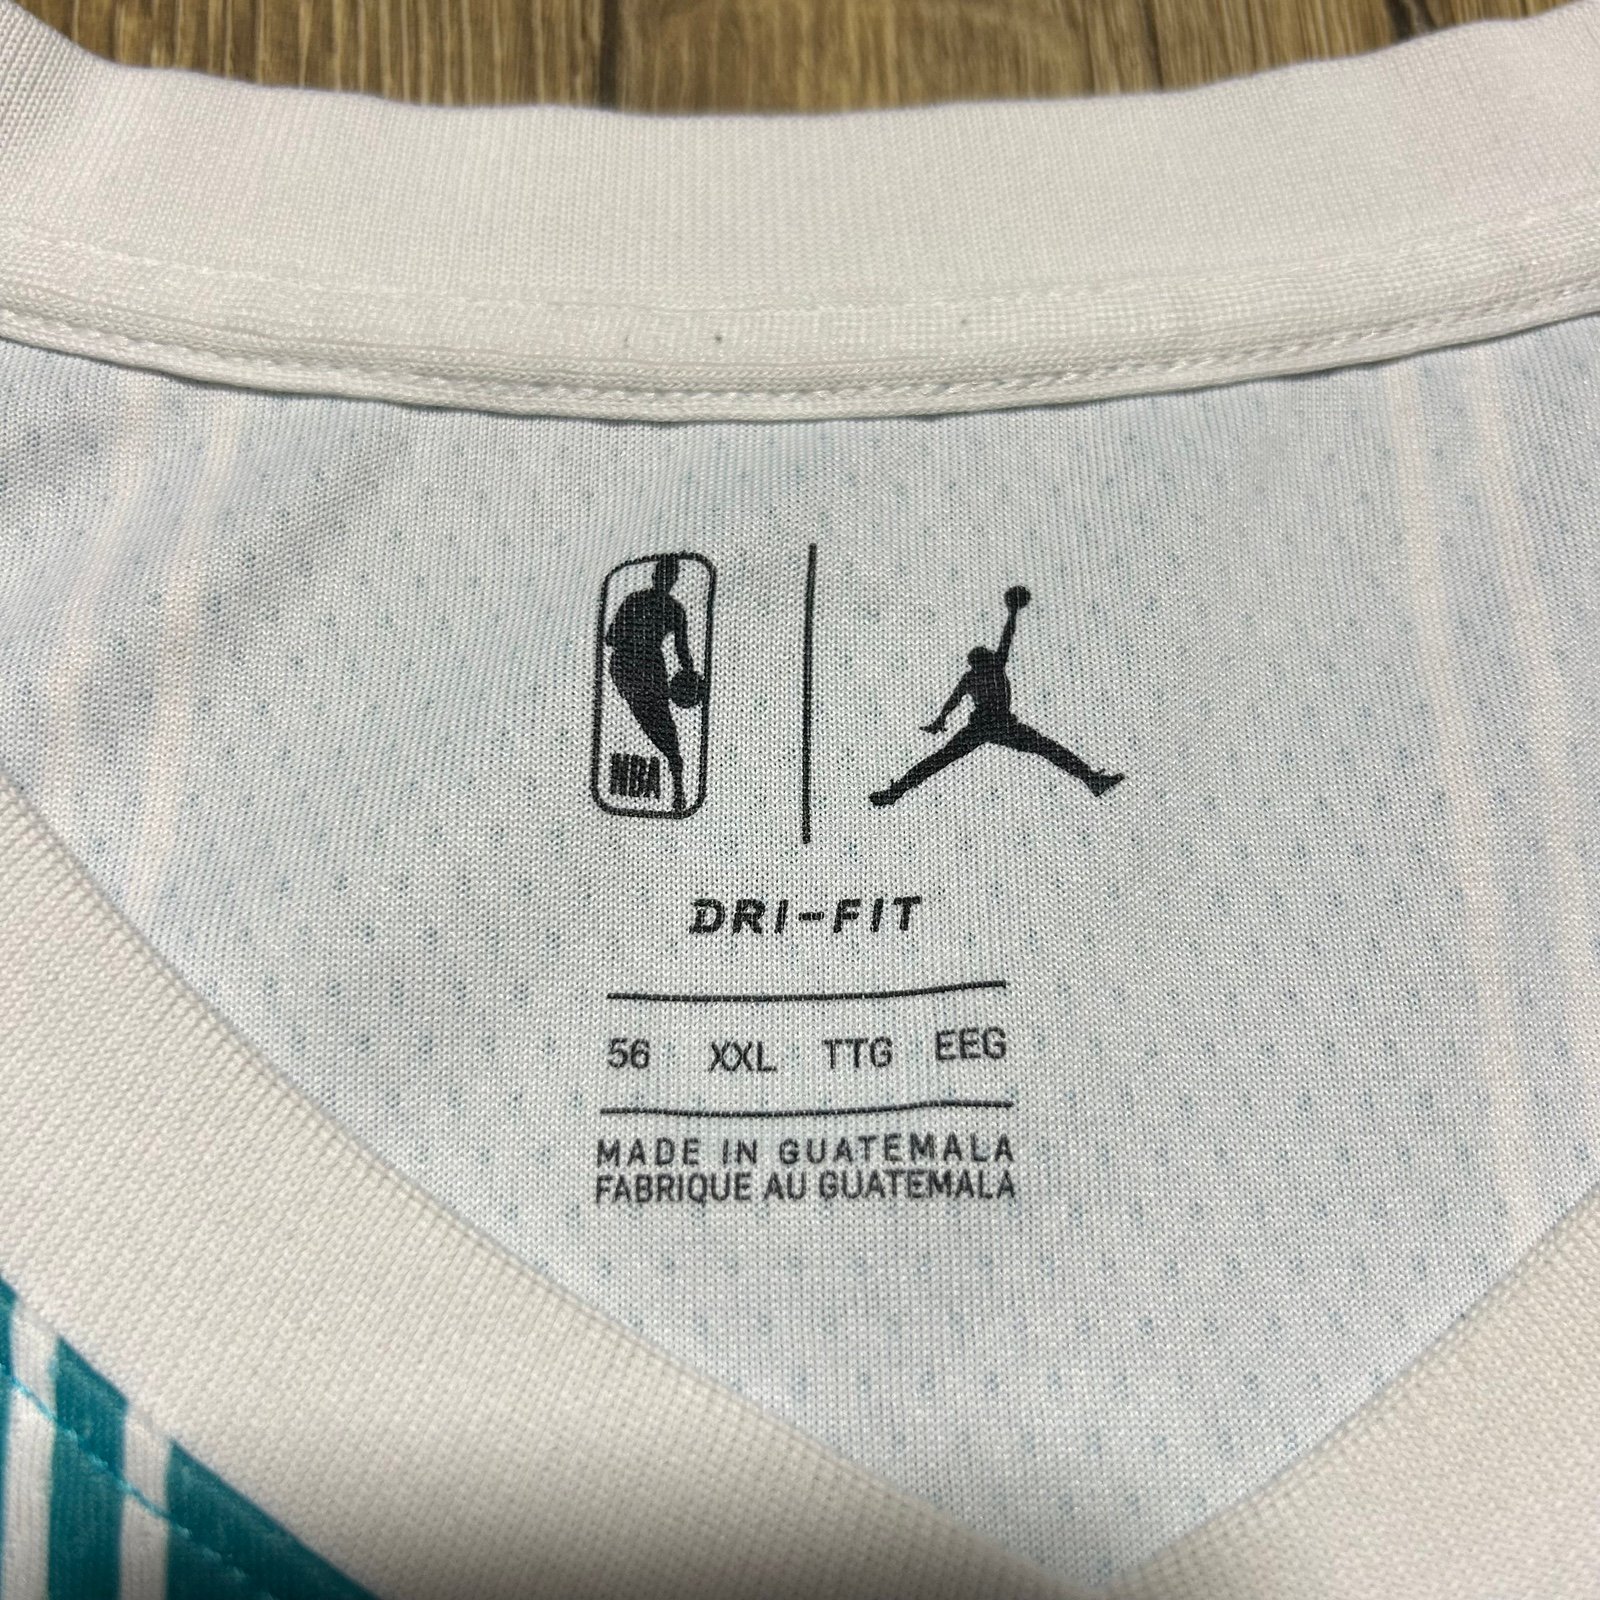 NBA
DRI-FIT
56 XXL TTG EEG
MADE IN GUATEMALA
FABRIQUE AU GUATEMALA